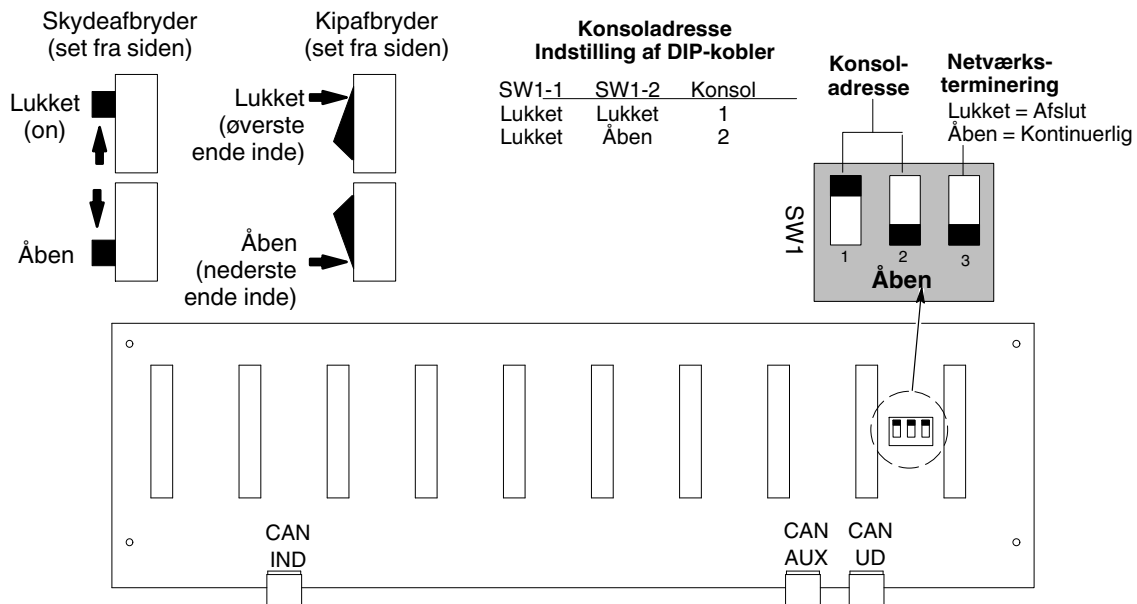 Skydeafbryder
(set fra siden)
Lukket
(on)
Åben
Kipafbryder
(set fra siden)
Lukket
(øverste
ende inde)
Åben
(nederste
ende inde)
Konsoladresse
Indstilling af DIP-kobler
SW1-1 SW1-2 Konsol
Lukket Lukket 1
Lukket Åben 2
Konsol-
adresse
Netværks-
terminering
Lukket = Afslut
Åben = Kontinuerlig
SW1
1 2 3
Åben
CAN
IND
CAN
AUX
CAN
UD